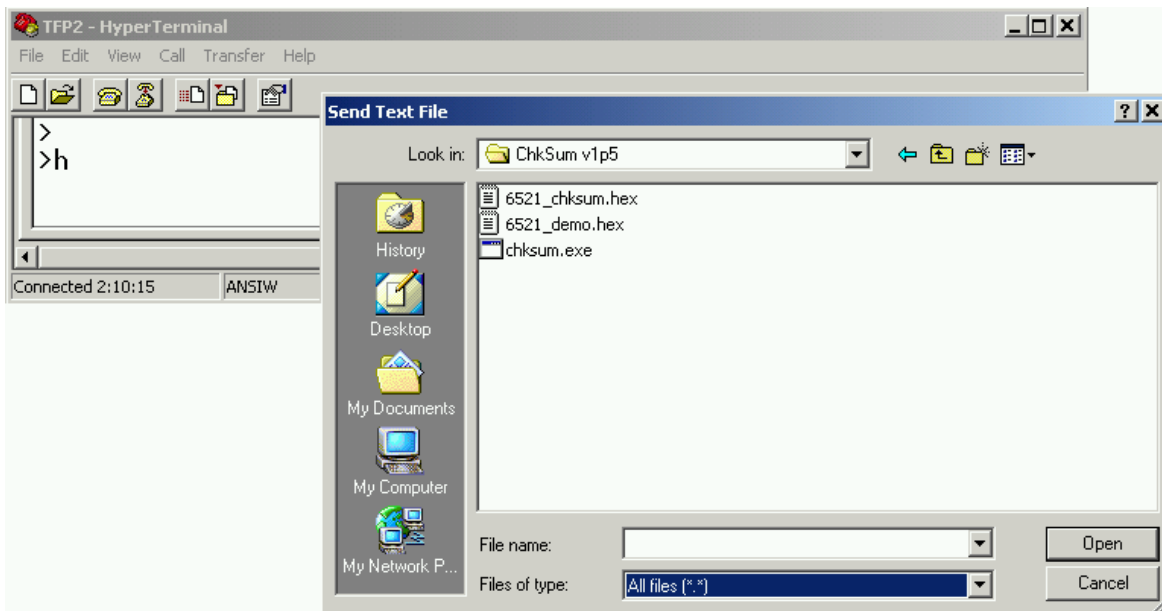 TFP2 - HyperTerminal
File Edit View Call Transfer Help
>
>h
Connected 2:10:15 ANSIW
Send Text File
Look in: ChkSum v1p5
History
Desktop
My Documents
My Computer
My Network P...
6521_chksum.hex
6521_demo.hex
chksum.exe
File name:
Open
Files of type: All files (*.*)
Cancel